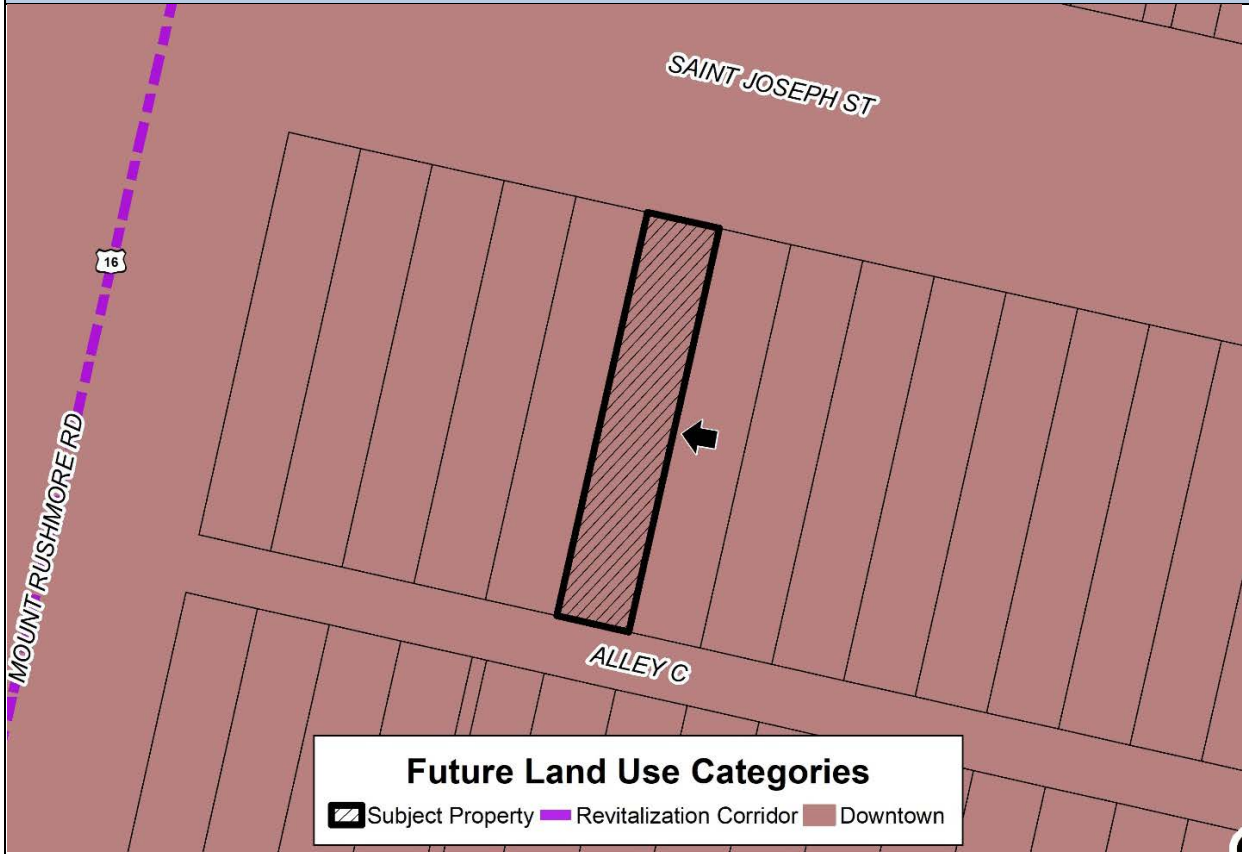 SAINT JOSEPH ST
16
MOUNT RUSHMORE RD
ALLEY C
Future Land Use Categories
Subject Property Revitalization Corridor Downtown